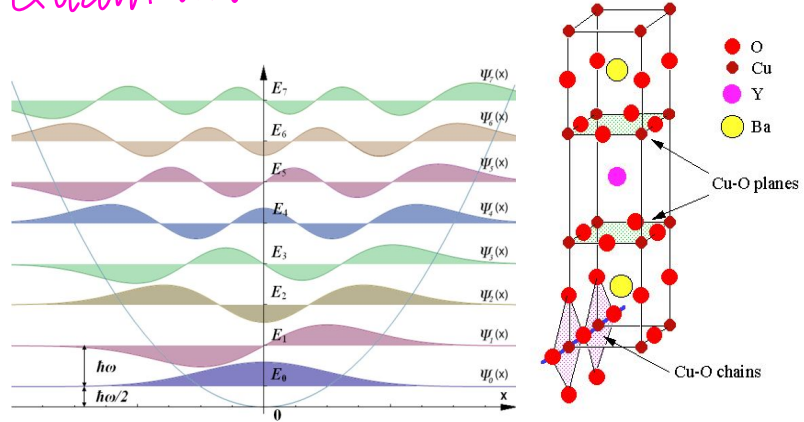 E₇
Ψ₇(x)
E₆
Ψ₆(x)
E₅
Ψ₅(x)
E₄
Ψ₄(x)
E₃
Ψ₃(x)
E₂
Ψ₂(x)
E₁
Ψ₁(x)
ħω
E₀
Ψ₀(x)
ħω/2
x
0
O
Cu
Y
Ba
Cu-O planes
Cu-O chains